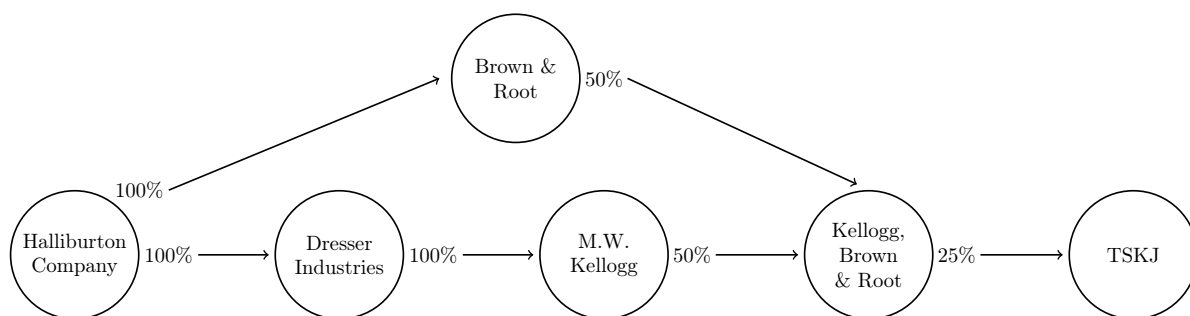 Brown &
Root
50%
100%
Halliburton
Company
100%
Dresser
Industries
100%
M.W.
Kellogg
50%
Kellogg,
Brown
& Root
25%
TSKJ